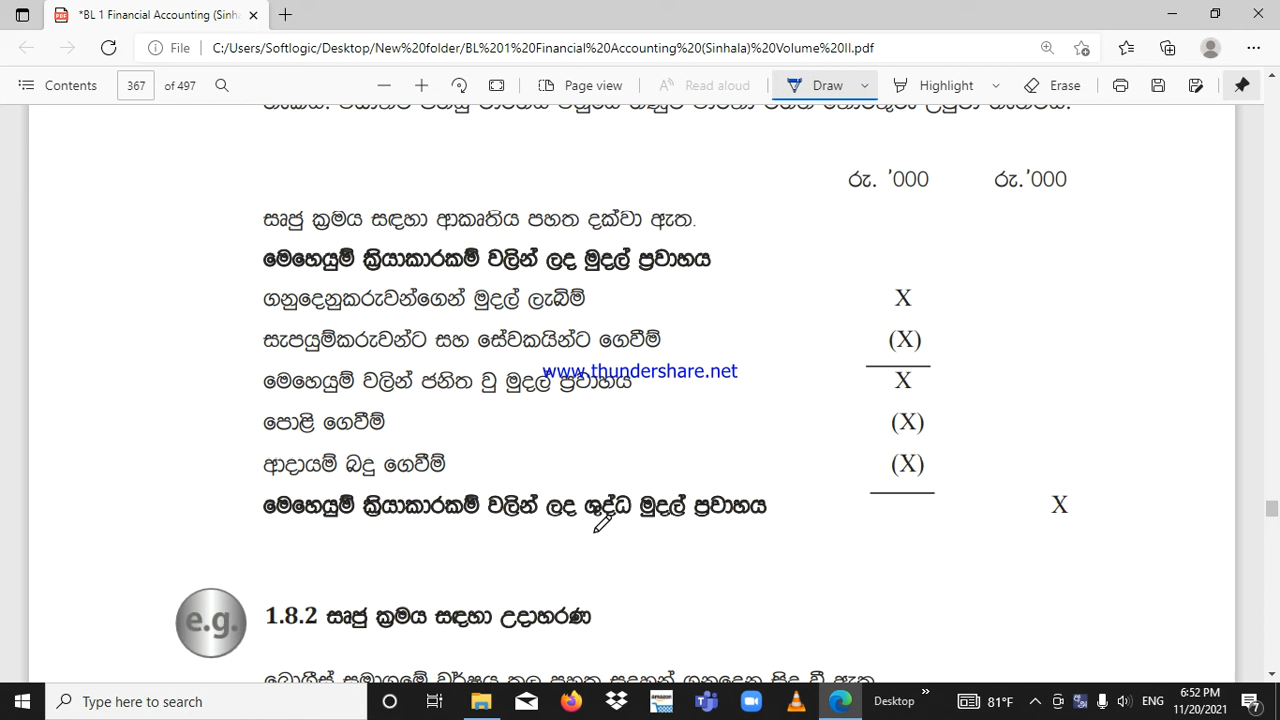 *BL 1 Financial Accounting (Sinh
File
C:/Users/Softlogic/Desktop/New%20folder/BL%201%20Financial%20Accounting%20(Sinhala)%20Volume%20II.pdf
Contents 367 of 497 Page view Read aloud Draw Highlight Erase
රු. '000 රු.'000
සෘජු ක්‍රමය සඳහා ආකෘතිය පහත දක්වා ඇත.
මෙහෙයුම් ක්‍රියාකාරකම් වලින් ලද මුදල් ප්‍රවාහය
ගනුදෙනුකරුවන්ගෙන් මුදල් ලැබීම් X
සැපයුම්කරුවන්ට සහ සේවකයින්ට ගෙවීම් (X)
www.thundershare.net
මෙහෙයුම් වලින් ජනිත වු මුදල් ප්‍රවාහය X
පොළි ගෙවීම් (X)
ආදායම් බදු ගෙවීම් (X)
මෙහෙයුම් ක්‍රියාකාරකම් වලින් ලද ශුද්ධ මුදල් ප්‍රවාහය X
e.g. 1.8.2 සෘජු ක්‍රමය සඳහා උදාහරණ
Type here to search amazon Desktop 81°F ENG 6:52 PM
11/20/2021 7